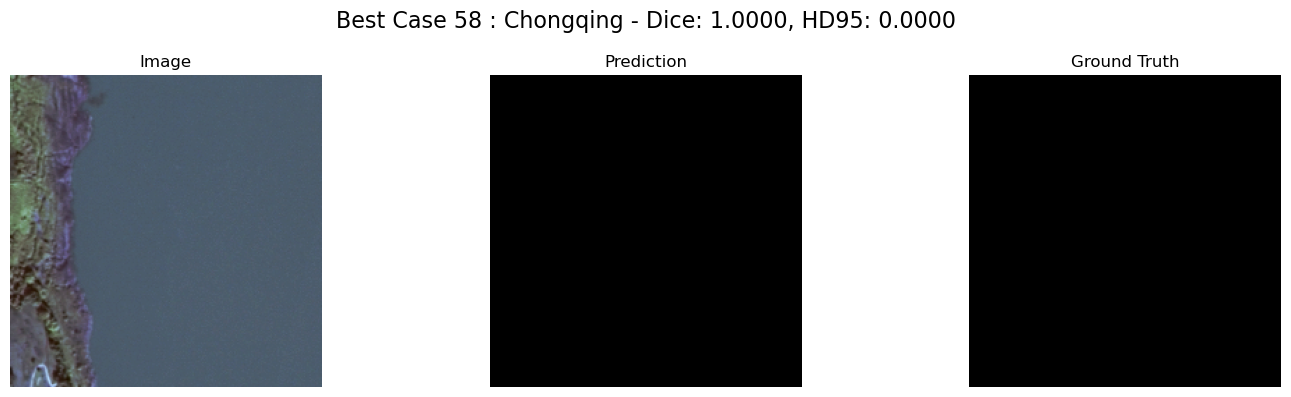 Best Case 58 : Chongqing - Dice: 1.0000, HD95: 0.0000
Image
Prediction
Ground Truth